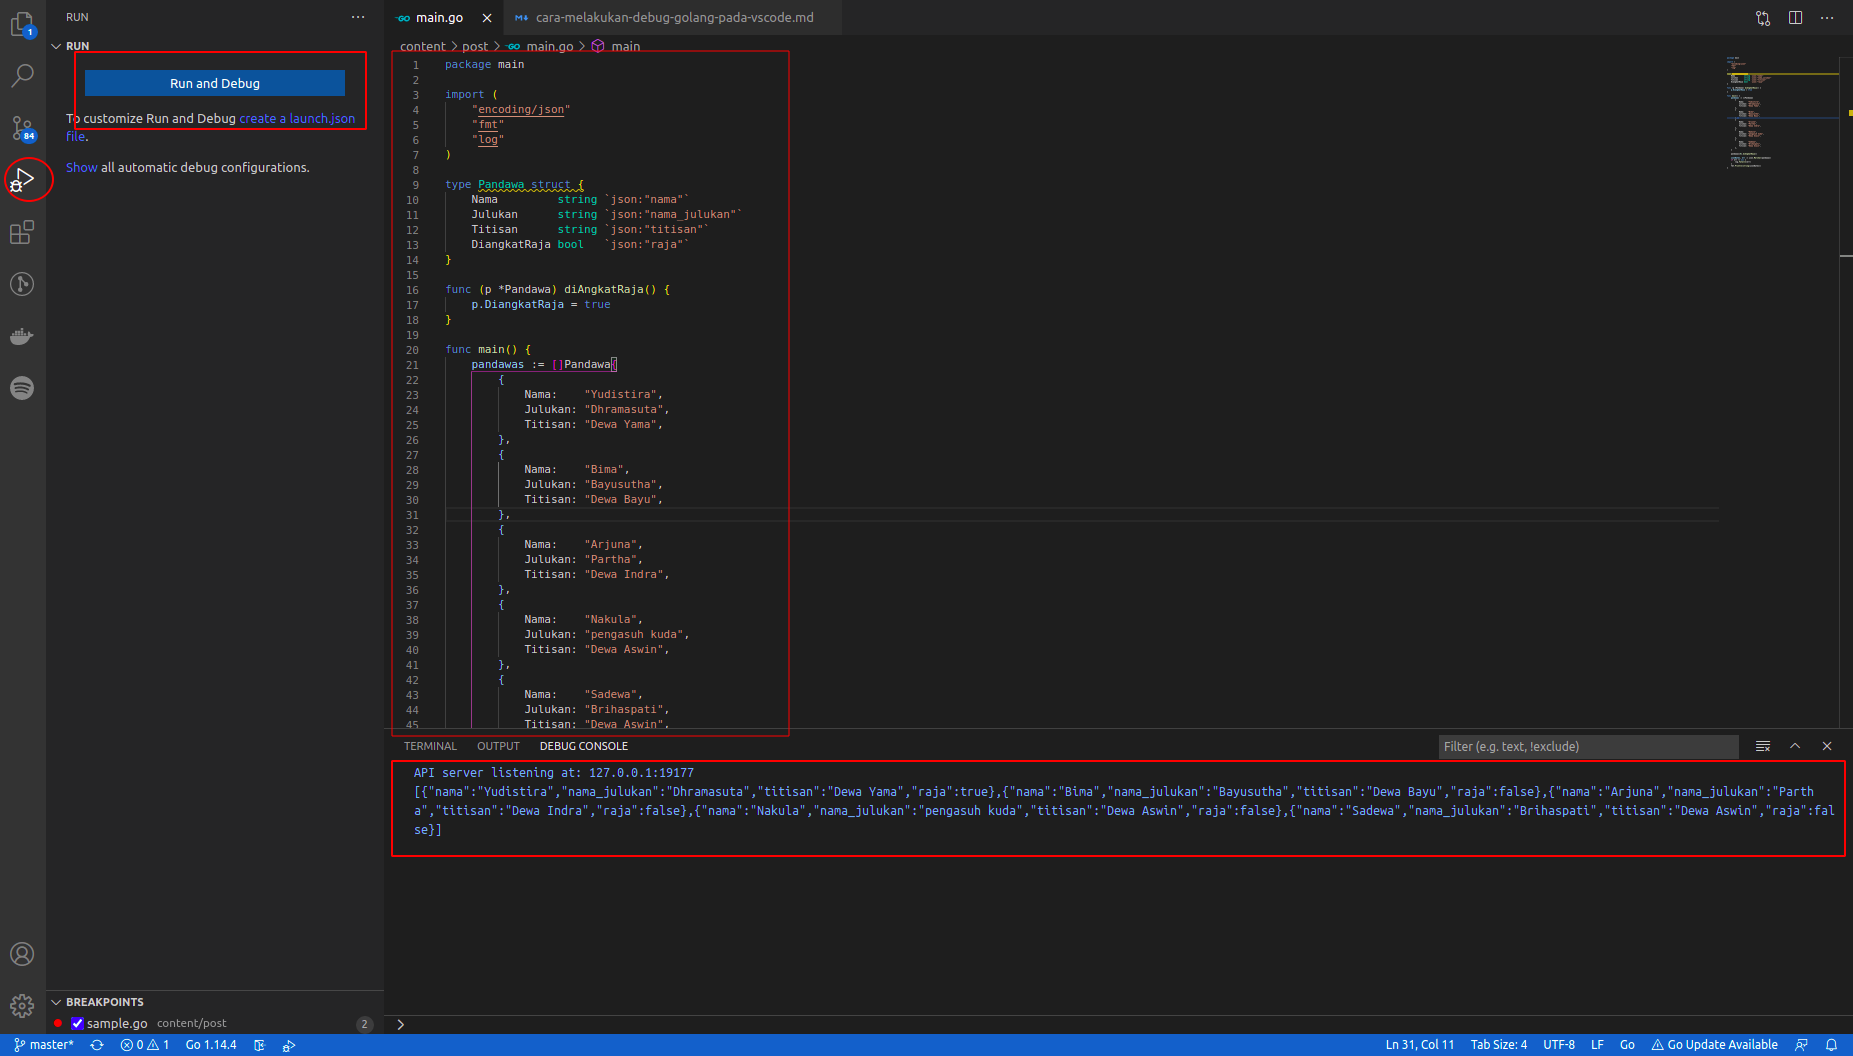 RUN
RUN
Run and Debug
To customize Run and Debug create a launch.json
file.
Show all automatic debug configurations.
1
84
main.go
cara-melakukan-debug-golang-pada-vscode.md
content > post > main.go > main
1 package main
2
3 import (
4 "encoding/json"
5 "fmt"
6 "log"
7 )
8
9 type Pandawa struct {
10 Nama string `json:"nama"`
11 Julukan string `json:"nama_julukan"`
12 Titisan string `json:"titisan"`
13 DiangkatRaja bool `json:"raja"`
14 }
15
16 func (p *Pandawa) diAngkatRaja() {
17 p.DiangkatRaja = true
18 }
19
20 func main() {
21 pandawas := []Pandawa{
22 {
23 Nama: "Yudistira",
24 Julukan: "Dhramasuta",
25 Titisan: "Dewa Yama",
26 },
27 {
28 Nama: "Bima",
29 Julukan: "Bayusutha",
30 Titisan: "Dewa Bayu",
31 },
32 {
33 Nama: "Arjuna",
34 Julukan: "Partha",
35 Titisan: "Dewa Indra",
36 },
37 {
38 Nama: "Nakula",
39 Julukan: "pengasuh kuda",
40 Titisan: "Dewa Aswin",
41 },
42 {
43 Nama: "Sadewa",
44 Julukan: "Brihaspati",
45 Titisan: "Dewa Aswin",
TERMINAL OUTPUT DEBUG CONSOLE
Filter (e.g. text, !exclude)
API server listening at: 127.0.0.1:19177
[{"nama":"Yudistira","nama_julukan":"Dhramasuta","titisan":"Dewa Yama","raja":true},{"nama":"Bima","nama_julukan":"Bayusutha","titisan":"Dewa Bayu","raja":false},{"nama":"Arjuna","nama_julukan":"Parth
a","titisan":"Dewa Indra","raja":false},{"nama":"Nakula","nama_julukan":"pengasuh kuda","titisan":"Dewa Aswin","raja":false},{"nama":"Sadewa","nama_julukan":"Brihaspati","titisan":"Dewa Aswin","raja":fal
se}]
BREAKPOINTS
sample.go content/post 2
master* 0 1 Go 1.14.4
Ln 31, Col 11 Tab Size: 4 UTF-8 LF Go Go Update Available